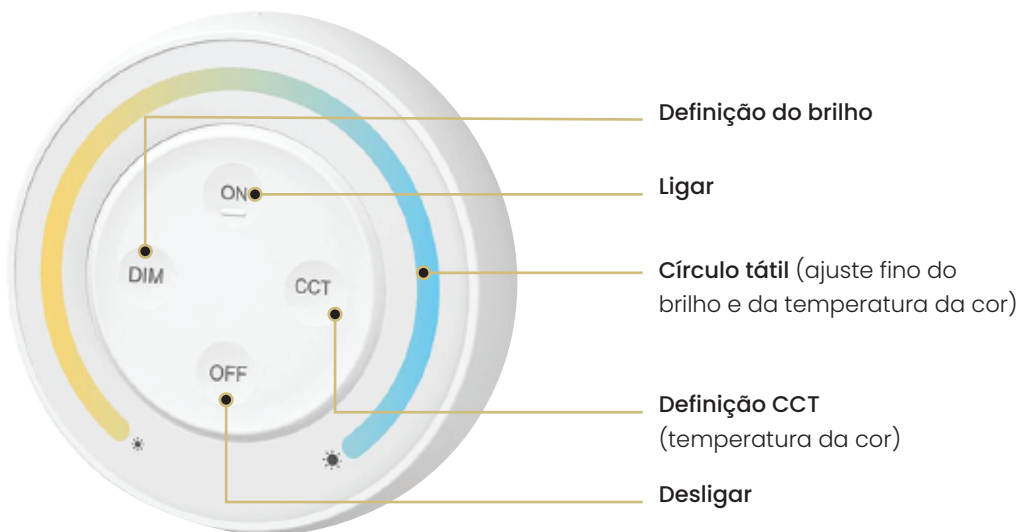 Definição do brilho
ON
Ligar
DIM
CCT
Círculo tátil (ajuste fino do
brilho e da temperatura da cor)
OFF
Definição CCT
(temperatura da cor)
Desligar